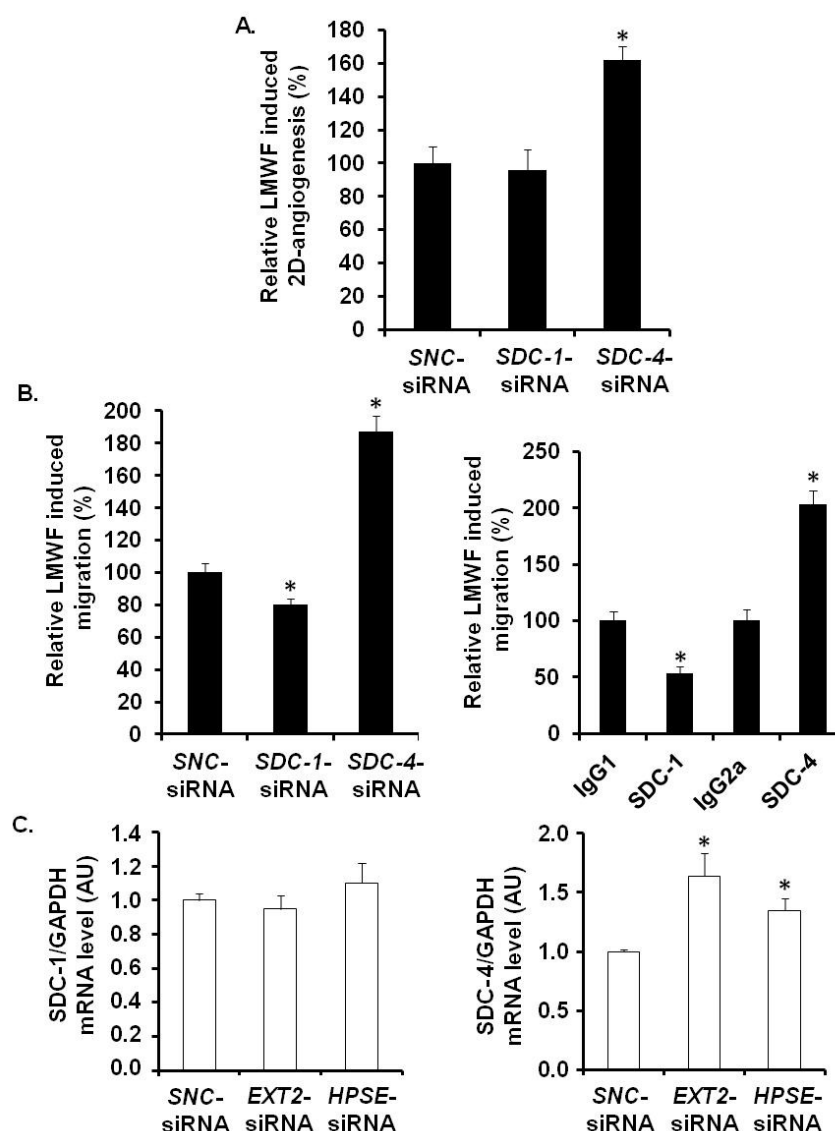 A.
Relative LMWF induced
2D-angiogenesis (%)
180
160
140
120
100
80
60
40
20
0
*
SNC-
siRNA
SDC-1-
siRNA
SDC-4-
siRNA
B.
Relative LMWF induced
migration (%)
200
180
160
140
120
100
80
60
40
20
0
*
*
SNC-
siRNA
SDC-1-
siRNA
SDC-4-
siRNA
Relative LMWF induced
migration (%)
250
200
150
100
50
0
*
*
IgG1
SDC-1
IgG2a
SDC-4
C.
SDC-1/GAPDH
mRNA level (AU)
1.4
1.2
1.0
0.8
0.6
0.4
0.2
0.0
SNC-
siRNA
EXT2-
siRNA
HPSE-
siRNA
SDC-4/GAPDH
mRNA level (AU)
2.0
1.5
1.0
0.5
0.0
*
*
SNC-
siRNA
EXT2-
siRNA
HPSE-
siRNA